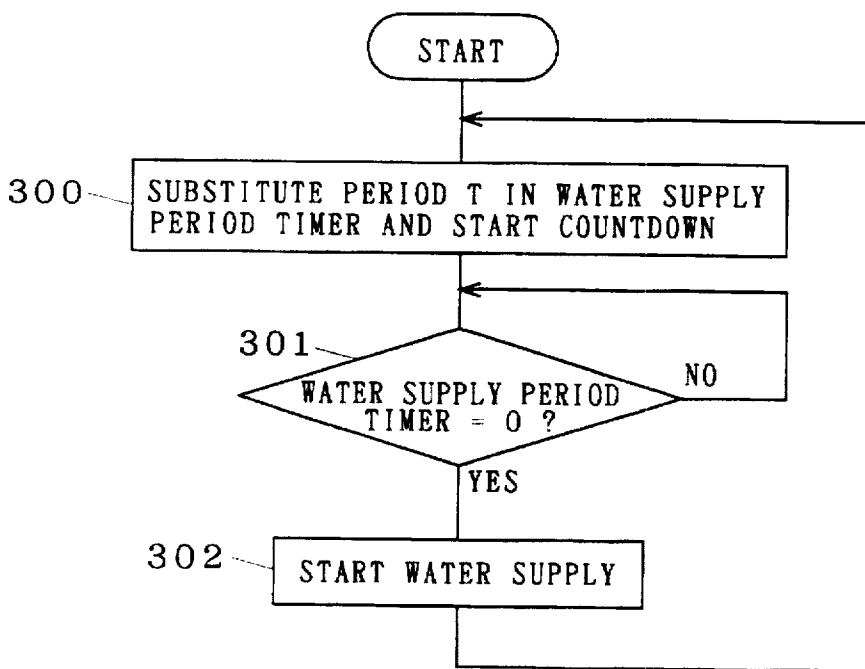 START
300
SUBSTITUTE PERIOD T IN WATER SUPPLY
PERIOD TIMER AND START COUNTDOWN
301
WATER SUPPLY PERIOD
TIMER = 0 ?
NO
YES
302
START WATER SUPPLY